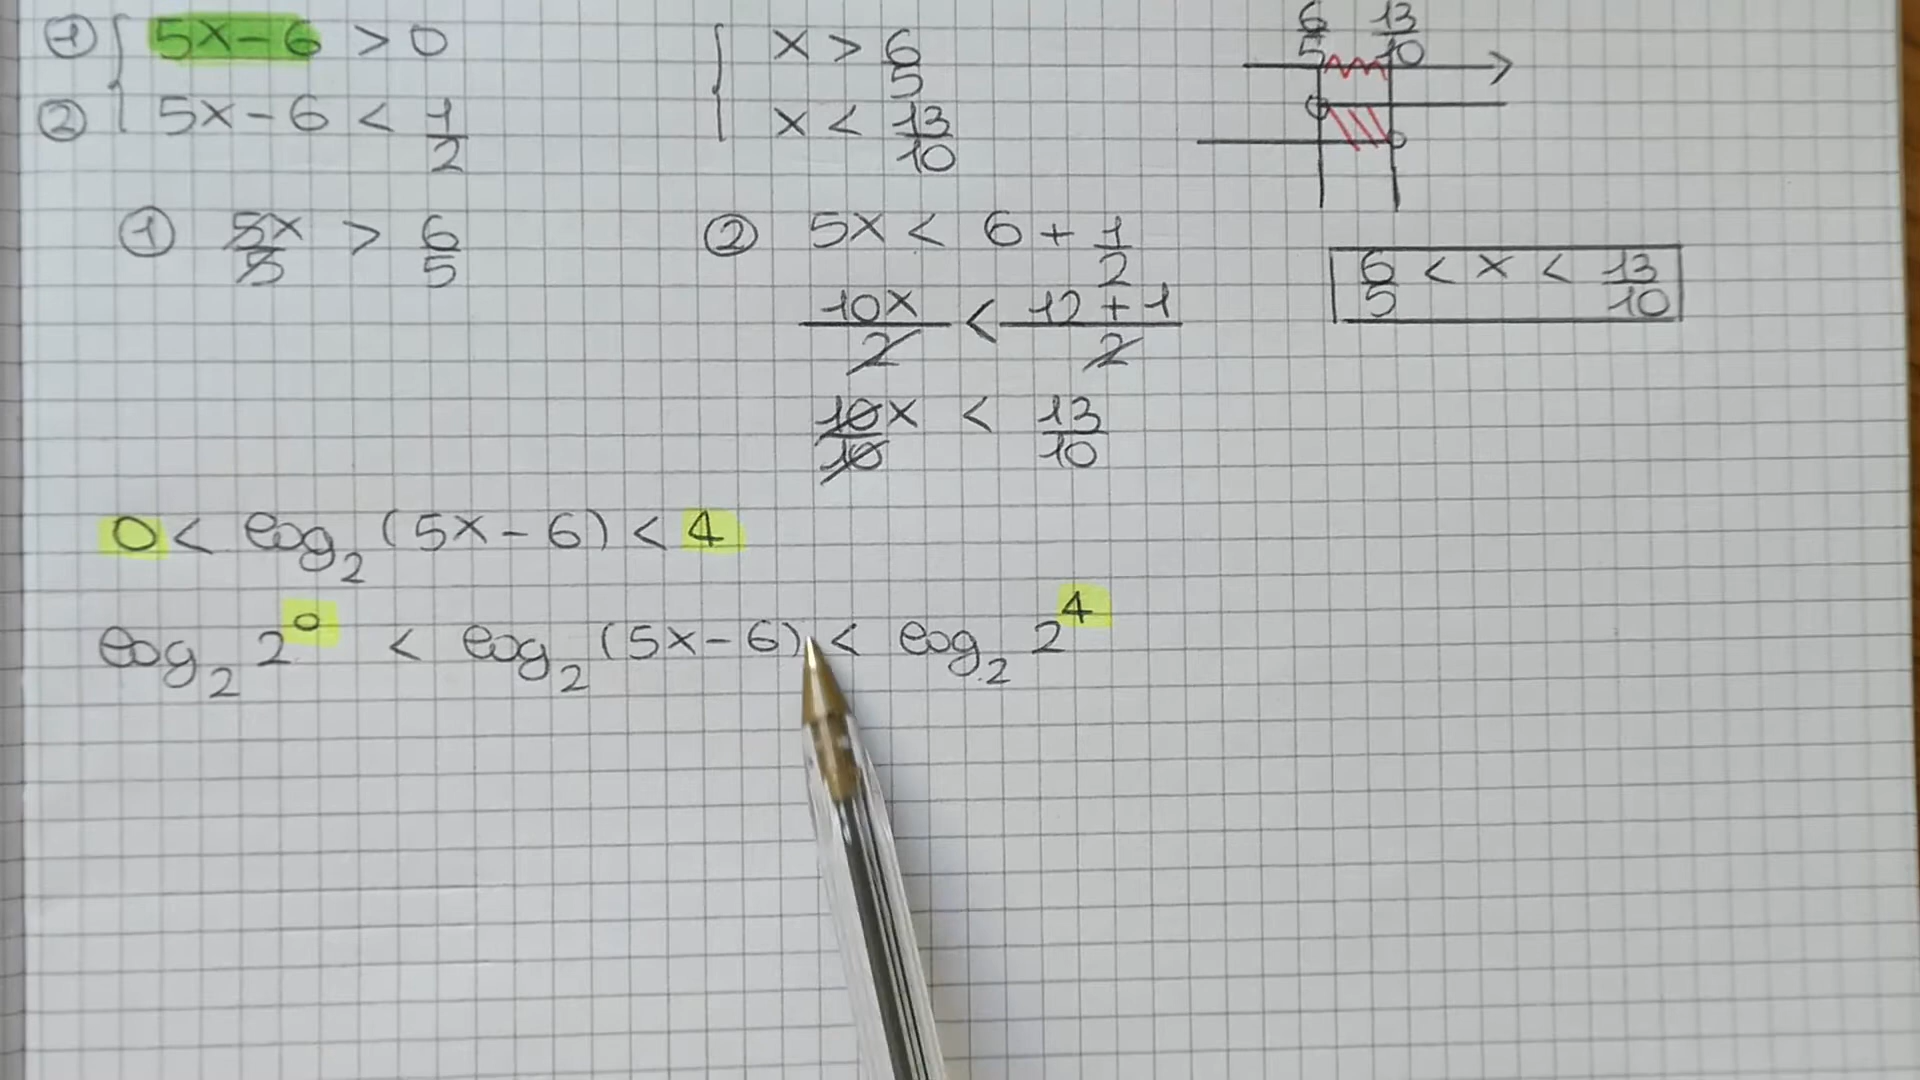 ① { 5x-6 > 0
② 5x-6 < 1/2
{ x > 6/5
x < 13/10
6/5 13/10
① 5x/5 > 6/5
② 5x < 6 + 1/2
10x/2 < 12+1/2
10x/10 < 13/10
6/5 < x < 13/10
0 < log₂ (5x-6) < 4
log₂ 2⁰ < log₂ (5x-6) < log₂ 2⁴